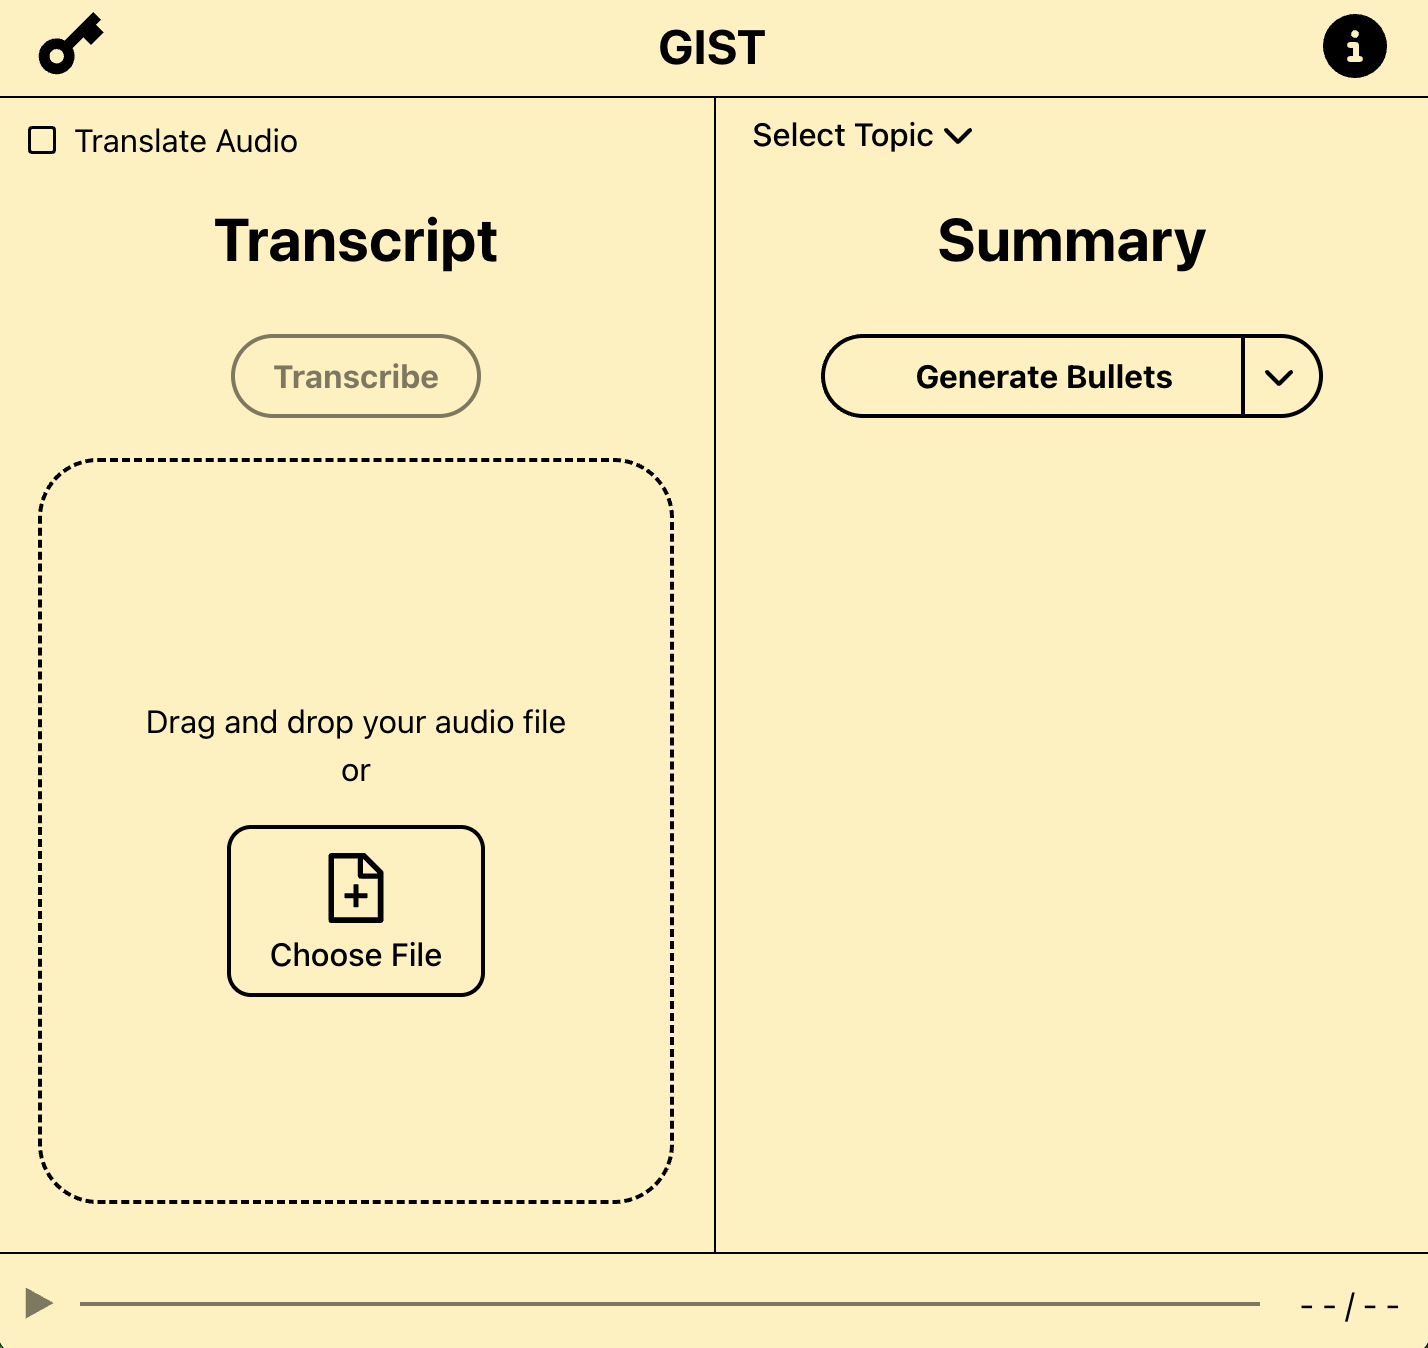 GIST
Translate Audio
Transcript
Transcribe
Drag and drop your audio file
or
Choose File
Select Topic
Summary
Generate Bullets
--/--